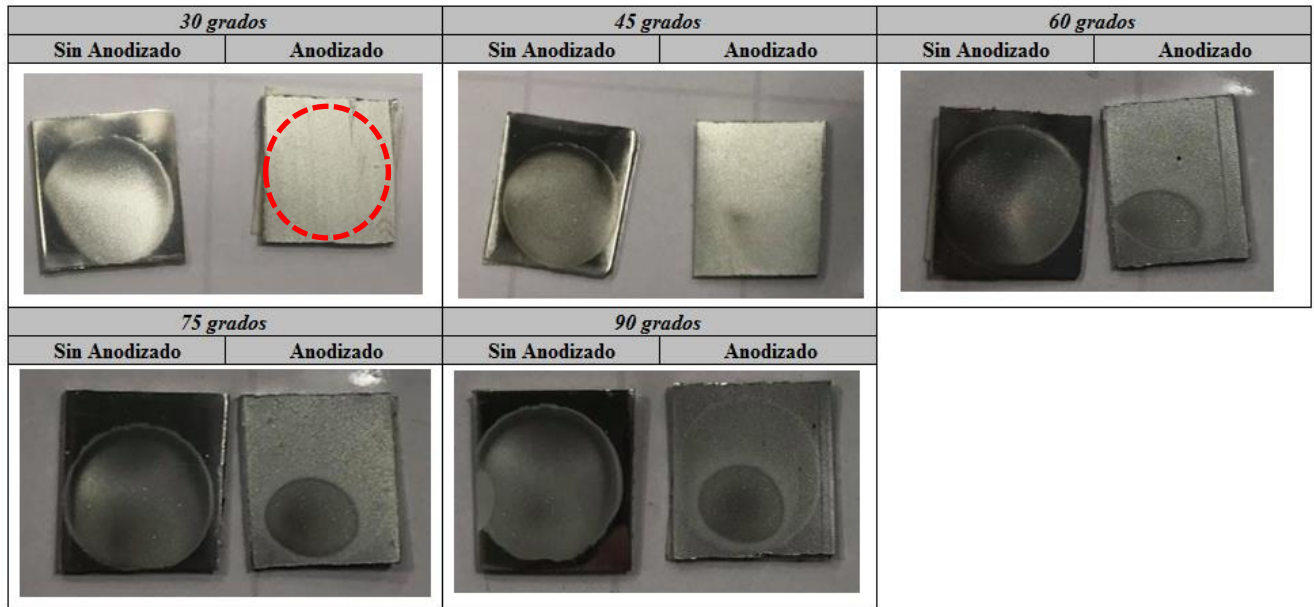 30 grados
45 grados
60 grados
Sin Anodizado
Anodizado
Sin Anodizado
Anodizado
Sin Anodizado
Anodizado
75 grados
90 grados
Sin Anodizado
Anodizado
Sin Anodizado
Anodizado